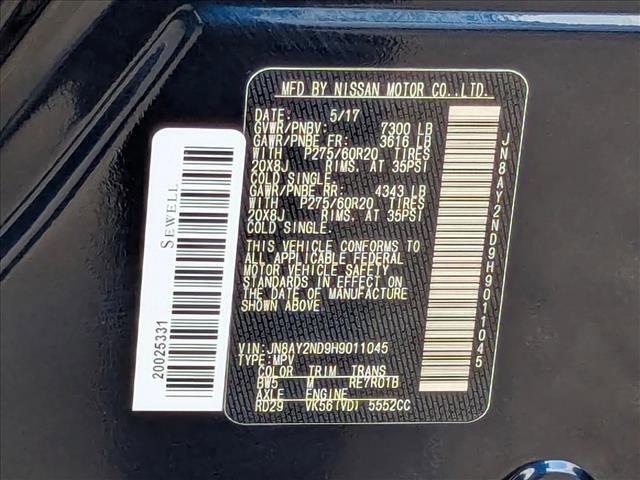 MFD BY NISSAN MOTOR CO.,LTD.
DATE: 5/17
GVWR/PNBV: 7300 LB
GAWR/PNBE FR: 3616 LB
WITH P275/60R20 TIRES
20X8J RIMS, AT 35PSI
COLD SINGLE.
GAWR/PNBE RR: 4343 LB
WITH P275/60R20 TIRES
20X8J RIMS, AT 35PSI
COLD SINGLE.
THIS VEHICLE CONFORMS TO
ALL APPLICABLE FEDERAL
MOTOR VEHICLE SAFETY
STANDARDS IN EFFECT ON
THE DATE OF MANUFACTURE
SHOWN ABOVE.
VIN: JN8AY2ND9H9011045
TYPE: MPV
COLOR TRIM TRANS
BW5 M RE7R01B
AXLE ENGINE
RD29 VK56(VD) 5552CC
JN8AY2ND9H9011045
SEWELL
20025331